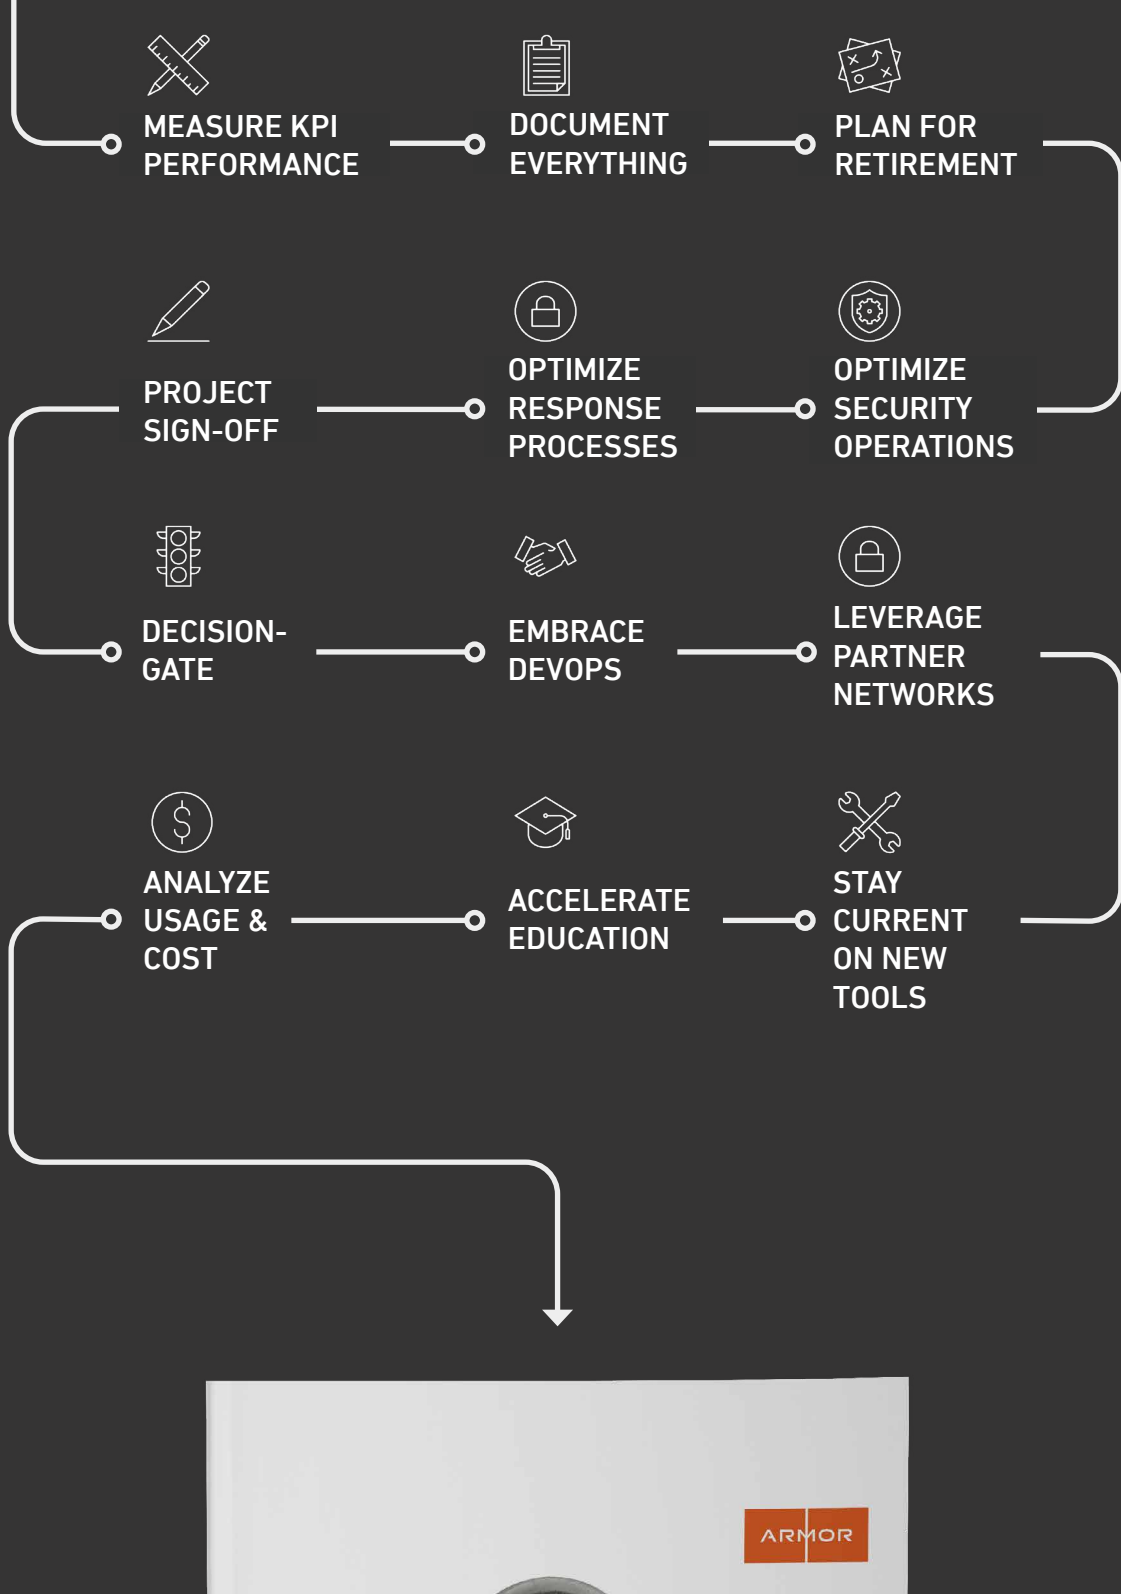 MEASURE KPI
PERFORMANCE
DOCUMENT
EVERYTHING
PLAN FOR
RETIREMENT
PROJECT
SIGN-OFF
OPTIMIZE
RESPONSE
PROCESSES
OPTIMIZE
SECURITY
OPERATIONS
DECISION-
GATE
EMBRACE
DEVOPS
LEVERAGE
PARTNER
NETWORKS
ANALYZE
USAGE &
COST
ACCELERATE
EDUCATION
STAY
CURRENT
ON NEW
TOOLS
ARMOR